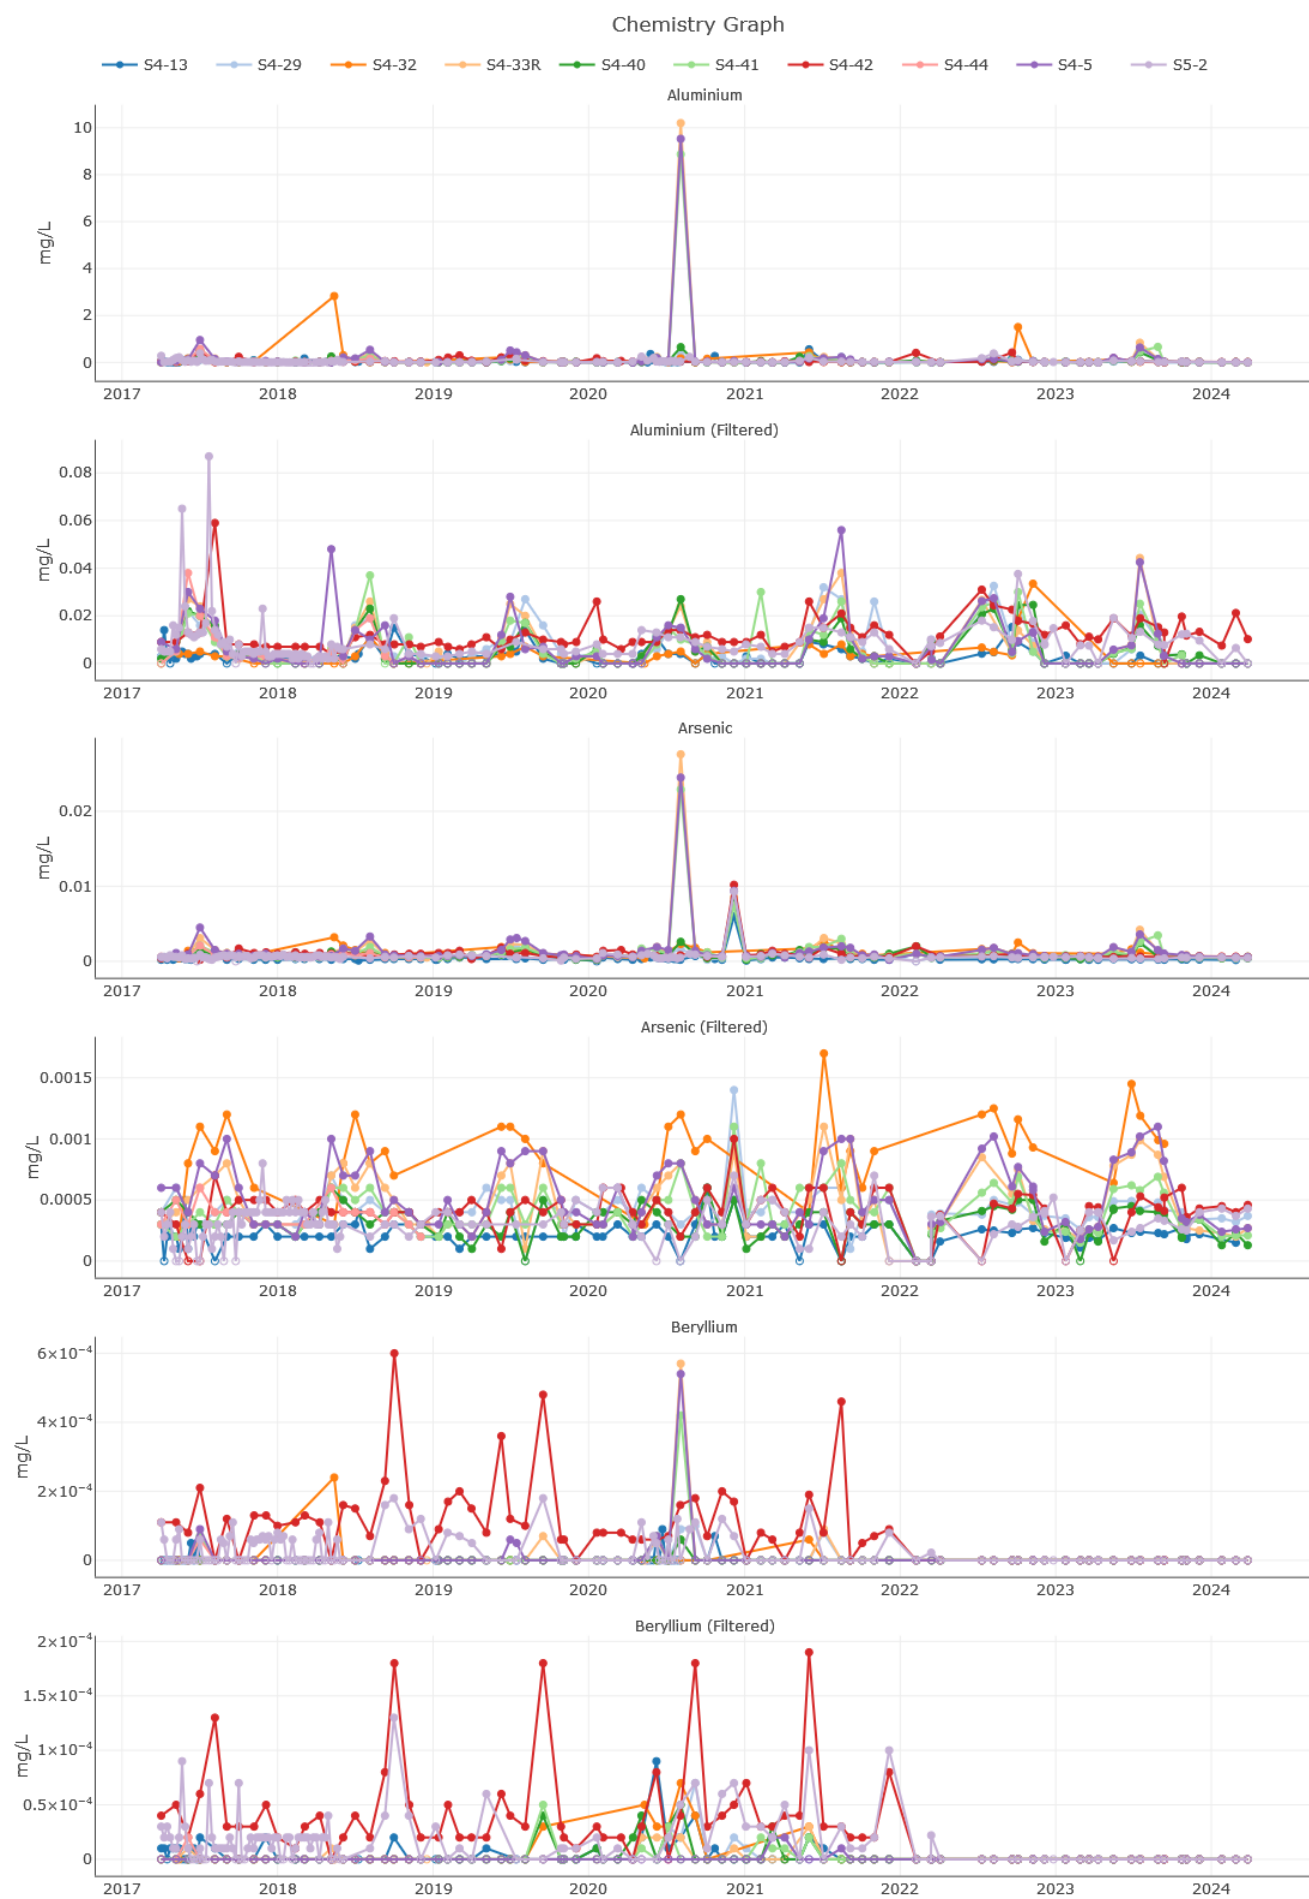 Chemistry Graph
S4-13 S4-29 S4-32 S4-33R S4-40 S4-41 S4-42 S4-44 S4-5 S5-2
Aluminium
10
8
6
4
2
0
mg/L
2017 2018 2019 2020 2021 2022 2023 2024
Aluminium (Filtered)
0.08
0.06
0.04
0.02
0
mg/L
2017 2018 2019 2020 2021 2022 2023 2024
Arsenic
0.02
0.01
0
mg/L
2017 2018 2019 2020 2021 2022 2023 2024
Arsenic (Filtered)
0.0015
0.001
0.0005
0
mg/L
2017 2018 2019 2020 2021 2022 2023 2024
Beryllium
6×10⁻⁴
4×10⁻⁴
2×10⁻⁴
0
mg/L
2017 2018 2019 2020 2021 2022 2023 2024
Beryllium (Filtered)
2×10⁻⁴
1.5×10⁻⁴
1×10⁻⁴
0.5×10⁻⁴
0
mg/L
2017 2018 2019 2020 2021 2022 2023 2024